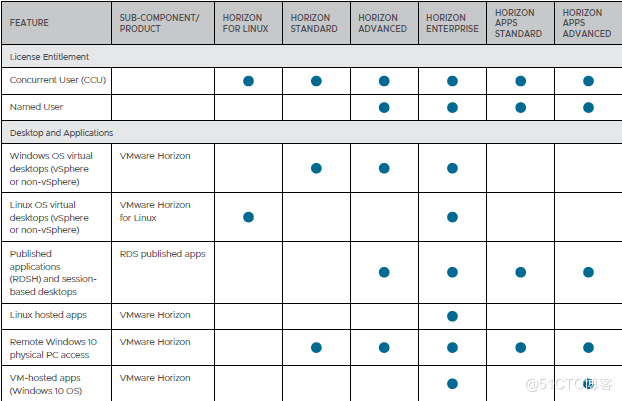 FEATURE
SUB-COMPONENT/
PRODUCT
HORIZON
FOR LINUX
HORIZON
STANDARD
HORIZON
ADVANCED
HORIZON
ENTERPRISE
HORIZON
APPS
STANDARD
HORIZON
APPS
ADVANCED
License Entitlement
Concurrent User (CCU)
Named User
Desktop and Applications
Windows OS virtual
desktops (vSphere
or non-vSphere)
VMware Horizon
Linux OS virtual
desktops (vSphere
or non-vSphere)
VMware Horizon
for Linux
Published
applications
(RDSH) and session-
based desktops
RDS published apps
Linux hosted apps
VMware Horizon
Remote Windows 10
physical PC access
VMware Horizon
VM-hosted apps
(Windows 10 OS)
VMware Horizon
@51CTO博客